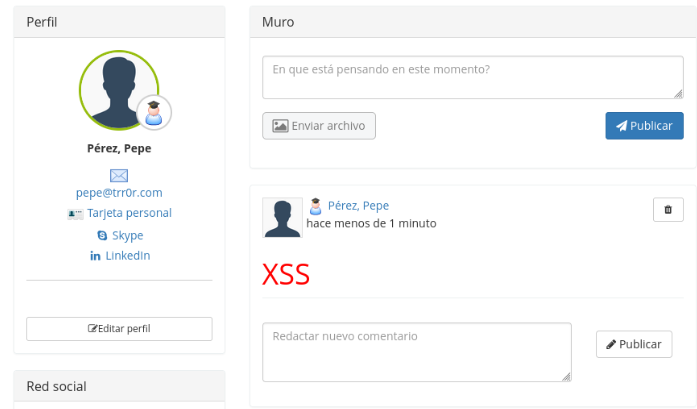 Perfil
Pérez, Pepe
pepe@trr0r.com
Tarjeta personal
Skype
LinkedIn
Editar perfil
Red social
Muro
En que está pensando en este momento?
Enviar archivo
Publicar
Pérez, Pepe
hace menos de 1 minuto
XSS
Redactar nuevo comentario
Publicar